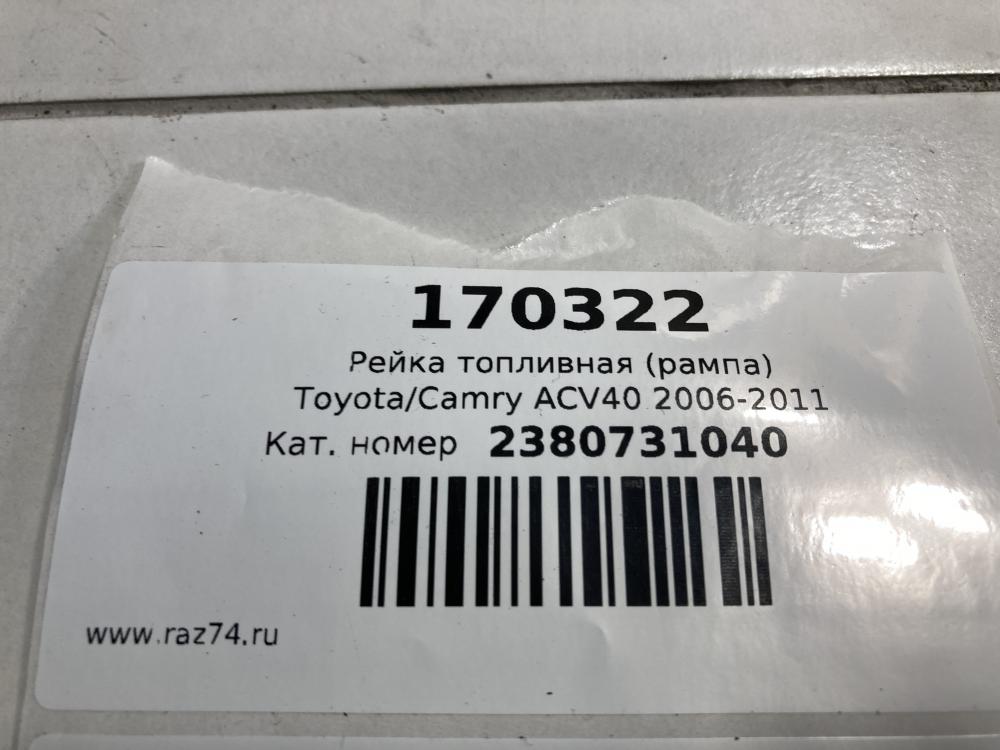 170322
Рейка топливная (рампа)
Toyota/Camry ACV40 2006-2011
Кат. номер 2380731040
www.raz74.ru